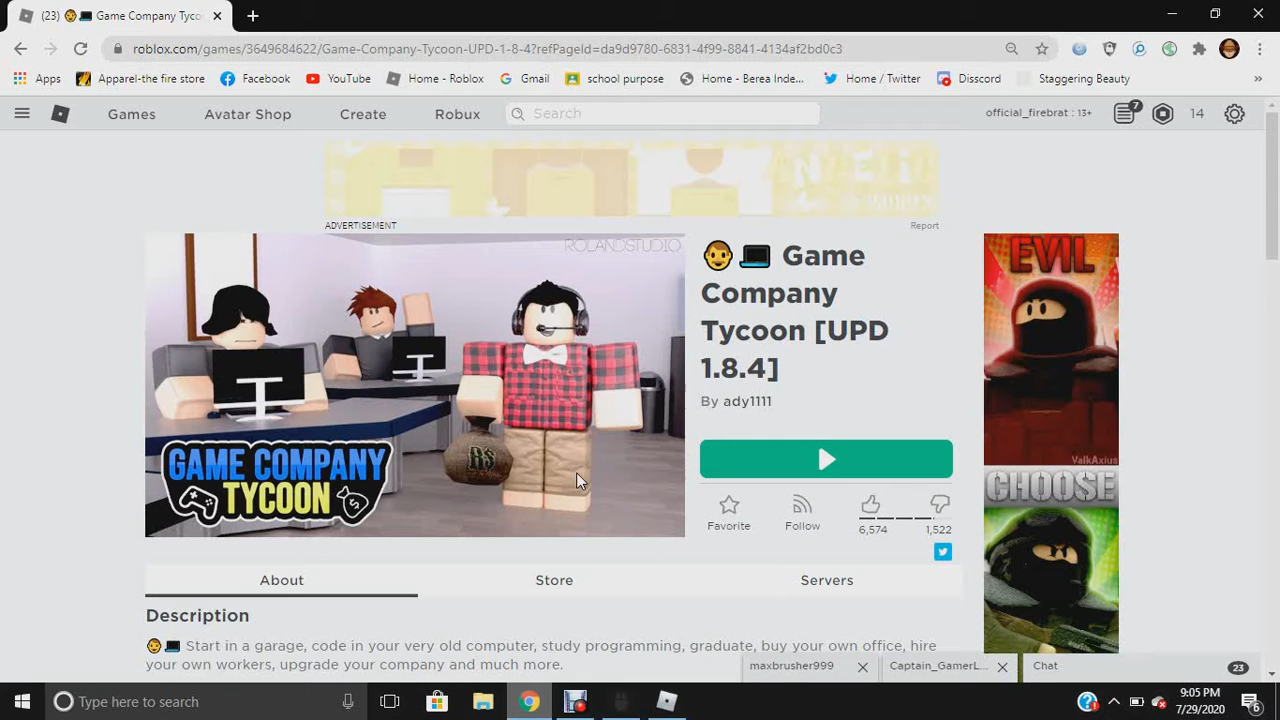 (23) 👨💻 Game Company Tyco
roblox.com/games/3649684622/Game-Company-Tycoon-UPD-1-8-4?refPageId=da9d9780-6831-4f99-8841-4134af2bd0c3
Apps Apparel-the fire store Facebook YouTube Home - Roblox Gmail school purpose Home - Berea Inde... Home / Twitter Disscord Staggering Beauty »
Games Avatar Shop Create Robux Search official_firebrat : 13+ 7 14
ADVERTISEMENT Report
ROLANDSTUDIO
R$
GAME COMPANY
TYCOON
👨💻 Game
Company
Tycoon [UPD
1.8.4]
By ady1111
Favorite Follow 6,574 1,522
EVIL
ValkAxius
CHOOSE
About Store Servers
Description
👨💻 Start in a garage, code in your very old computer, study programming, graduate, buy your own office, hire
your own workers, upgrade your company and much more.
maxbrusher999 Captain_GamerL... Chat 23
Type here to search
9:05 PM
7/29/2020
6